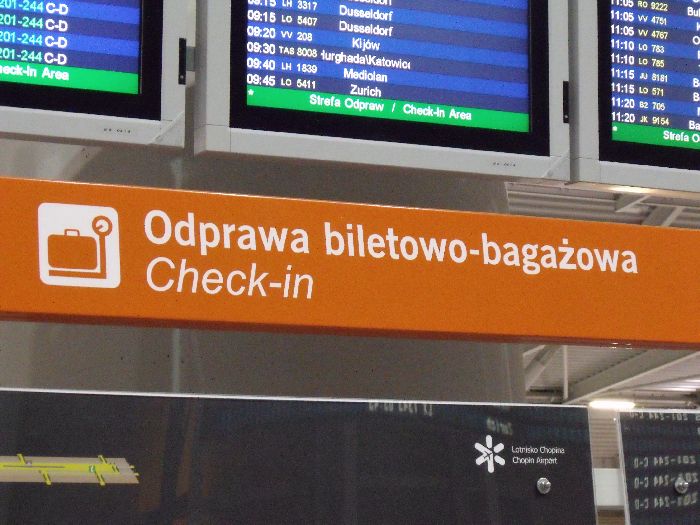 201-244 C-D
201-244 C-D
201-244 C-D
Check-In Area
09:15 LH 3317 Dusseldorf
09:15 LO 5407 Dusseldorf
09:20 VV 208 Kijów
09:30 TAS 8008 Hurghada\Katowice
09:40 LH 1839 Mediolan
09:45 LO 5411 Zurich
* Strefa Odpraw / Check-In Area
11:05 RO 9222
11:05 VV 4751
11:05 VV 4767
11:10 LO 783
11:10 LO 785
11:15 AJ 8181
11:15 LO 571
11:20 B2 705
11:20 JK 9154
* Strefa O
Odprawa biletowo-bagażowa
Check-in
Lotnisko Chopina
Chopin Airport